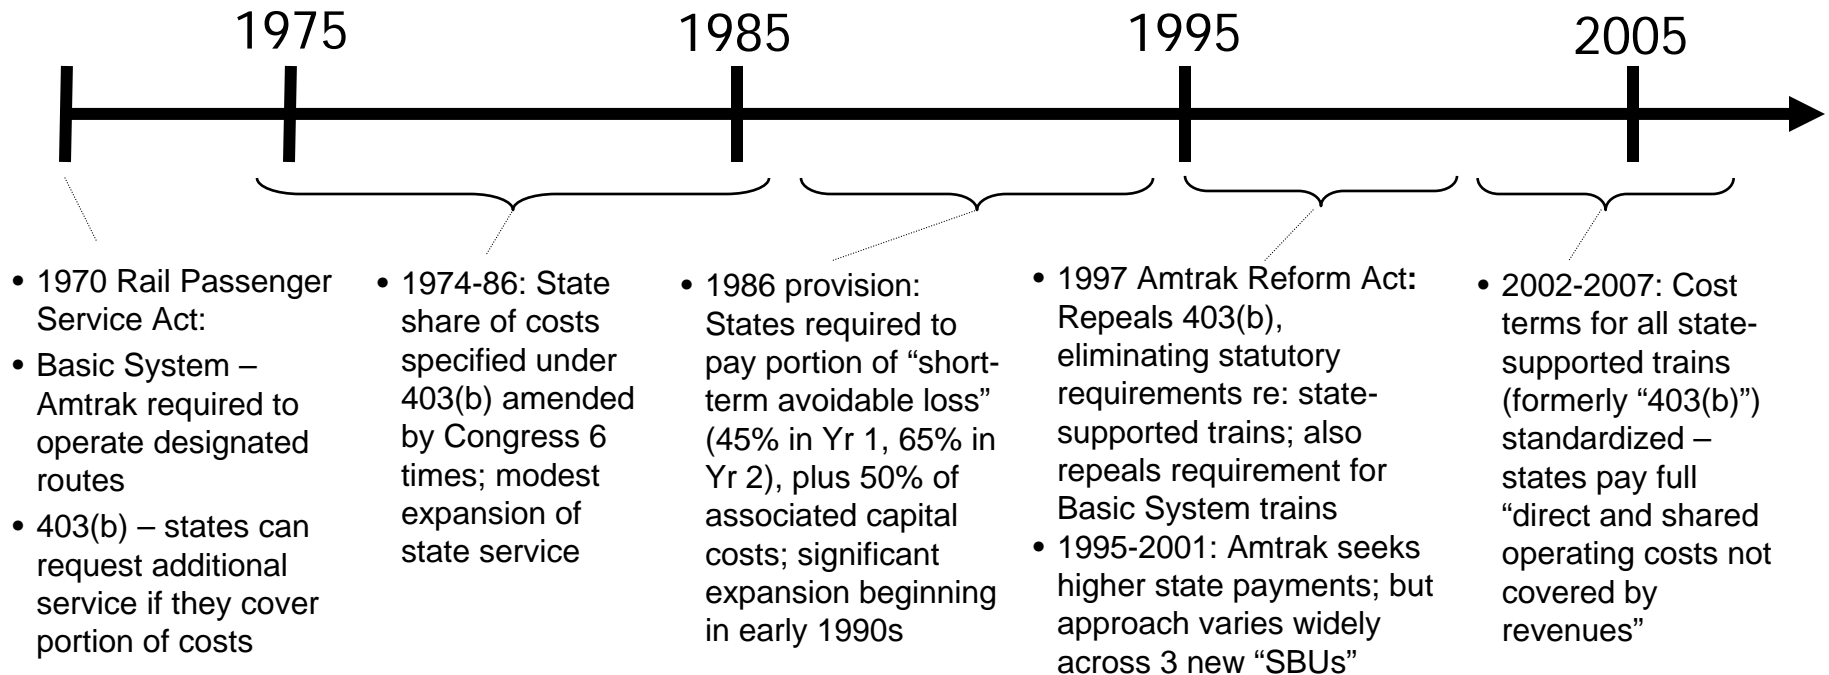 1975
1985
1995
2005
• 1970 Rail Passenger
Service Act:
• Basic System –
Amtrak required to
operate designated
routes
• 403(b) – states can
request additional
service if they cover
portion of costs
• 1974-86: State
share of costs
specified under
403(b) amended
by Congress 6
times; modest
expansion of
state service
• 1986 provision:
States required to
pay portion of “short-
term avoidable loss”
(45% in Yr 1, 65% in
Yr 2), plus 50% of
associated capital
costs; significant
expansion beginning
in early 1990s
• 1997 Amtrak Reform Act:
Repeals 403(b),
eliminating statutory
requirements re: state-
supported trains; also
repeals requirement for
Basic System trains
• 1995-2001: Amtrak seeks
higher state payments; but
approach varies widely
across 3 new “SBUs”
• 2002-2007: Cost
terms for all state-
supported trains
(formerly “403(b)”)
standardized –
states pay full
“direct and shared
operating costs not
covered by
revenues”